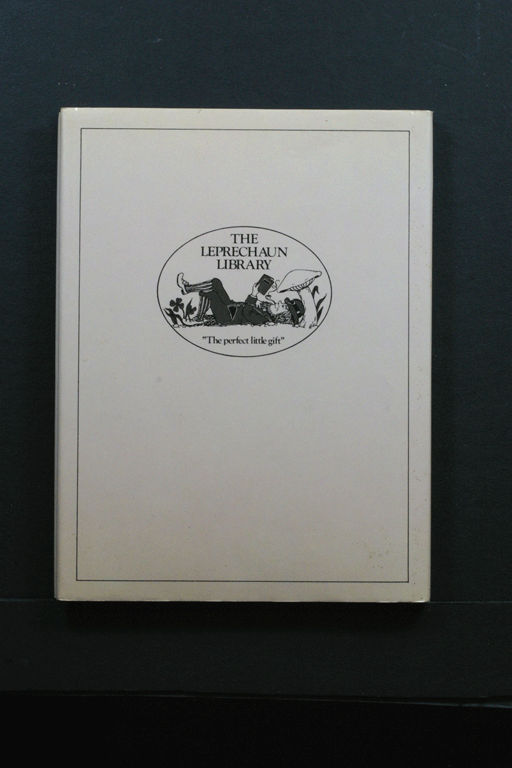 THE
LEPRECHAUN
LIBRARY
"The perfect little gift"